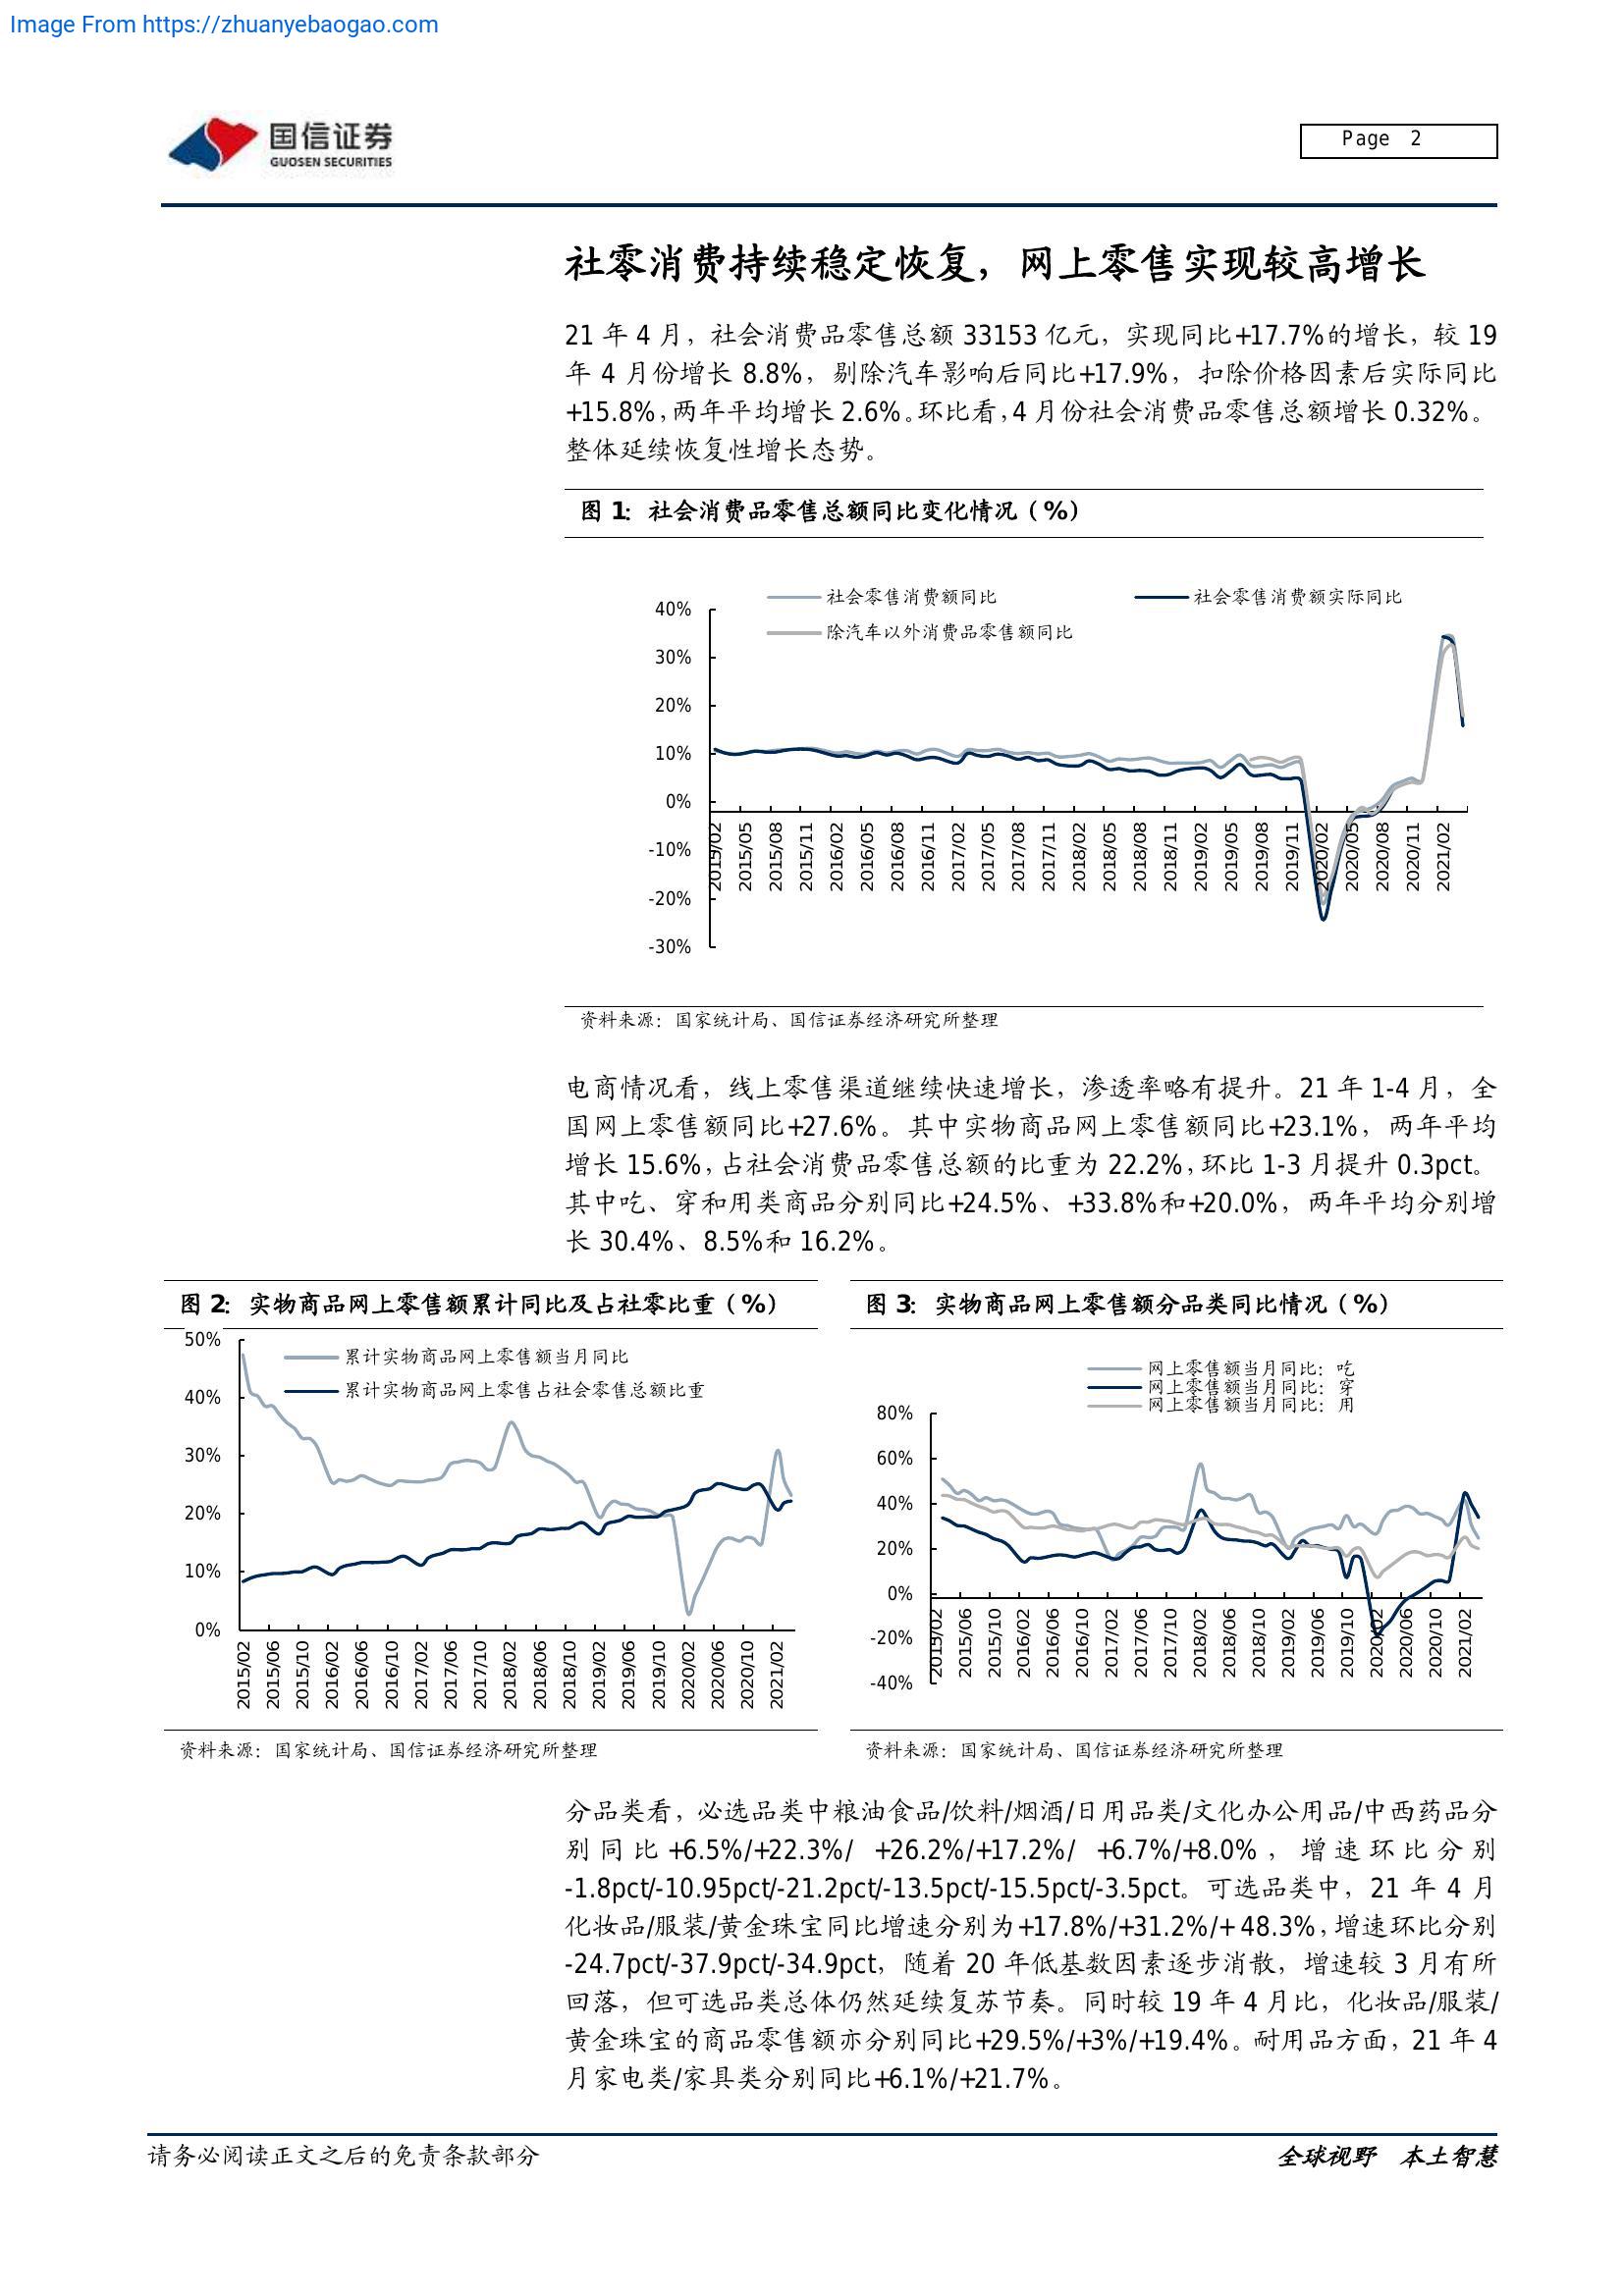 Image From https://zhuanyebaogao.com
国信证券
GUOSEN SECURITIES
Page 2
社零消费持续稳定恢复，网上零售实现较高增长
21 年 4 月，社会消费品零售总额 33153 亿元，实现同比+17.7%的增长，较 19
年 4 月份增长 8.8%，剔除汽车影响后同比+17.9%，扣除价格因素后实际同比
+15.8%，两年平均增长 2.6%。环比看，4 月份社会消费品零售总额增长 0.32%。
整体延续恢复性增长态势。
图 1：社会消费品零售总额同比变化情况（%）
社会零售消费额同比
社会零售消费额实际同比
除汽车以外消费品零售额同比
40%
30%
20%
10%
0%
-10%
-20%
-30%
2015/02
2015/05
2015/08
2015/11
2016/02
2016/05
2016/08
2016/11
2017/02
2017/05
2017/08
2017/11
2018/02
2018/05
2018/08
2018/11
2019/02
2019/05
2019/08
2019/11
2020/02
2020/05
2020/08
2020/11
2021/02
资料来源：国家统计局、国信证券经济研究所整理
电商情况看，线上零售渠道继续快速增长，渗透率略有提升。21 年 1-4 月，全
国网上零售额同比+27.6%。其中实物商品网上零售额同比+23.1%，两年平均
增长 15.6%，占社会消费品零售总额的比重为 22.2%，环比 1-3 月提升 0.3pct。
其中吃、穿和用类商品分别同比+24.5%、+33.8%和+20.0%，两年平均分别增
长 30.4%、8.5%和 16.2%。
图 2：实物商品网上零售额累计同比及占社零比重（%）
累计实物商品网上零售额当月同比
累计实物商品网上零售占社会零售总额比重
50%
40%
30%
20%
10%
0%
2015/02
2015/06
2015/10
2016/02
2016/06
2016/10
2017/02
2017/06
2017/10
2018/02
2018/06
2018/10
2019/02
2019/06
2019/10
2020/02
2020/06
2020/10
2021/02
资料来源：国家统计局、国信证券经济研究所整理
图 3：实物商品网上零售额分品类同比情况（%）
网上零售额当月同比：吃
网上零售额当月同比：穿
网上零售额当月同比：用
80%
60%
40%
20%
0%
-20%
-40%
2015/02
2015/06
2015/10
2016/02
2016/06
2016/10
2017/02
2017/06
2017/10
2018/02
2018/06
2018/10
2019/02
2019/06
2019/10
2020/02
2020/06
2020/10
2021/02
资料来源：国家统计局、国信证券经济研究所整理
分品类看，必选品类中粮油食品/饮料/烟酒/日用品类/文化办公用品/中西药品分
别同比+6.5%/+22.3%/ +26.2%/+17.2%/ +6.7%/+8.0%，增速环比分别
-1.8pct/-10.95pct/-21.2pct/-13.5pct/-15.5pct/-3.5pct。可选品类中，21 年 4 月
化妆品/服装/黄金珠宝同比增速分别为+17.8%/+31.2%/+ 48.3%，增速环比分别
-24.7pct/-37.9pct/-34.9pct，随着 20 年低基数因素逐步消散，增速较 3 月有所
回落，但可选品类总体仍然延续复苏节奏。同时较 19 年 4 月比，化妆品/服装/
黄金珠宝的商品零售额亦分别同比+29.5%/+3%/+19.4%。耐用品方面，21 年 4
月家电类/家具类分别同比+6.1%/+21.7%。
请务必阅读正文之后的免责条款部分
全球视野 本土智慧